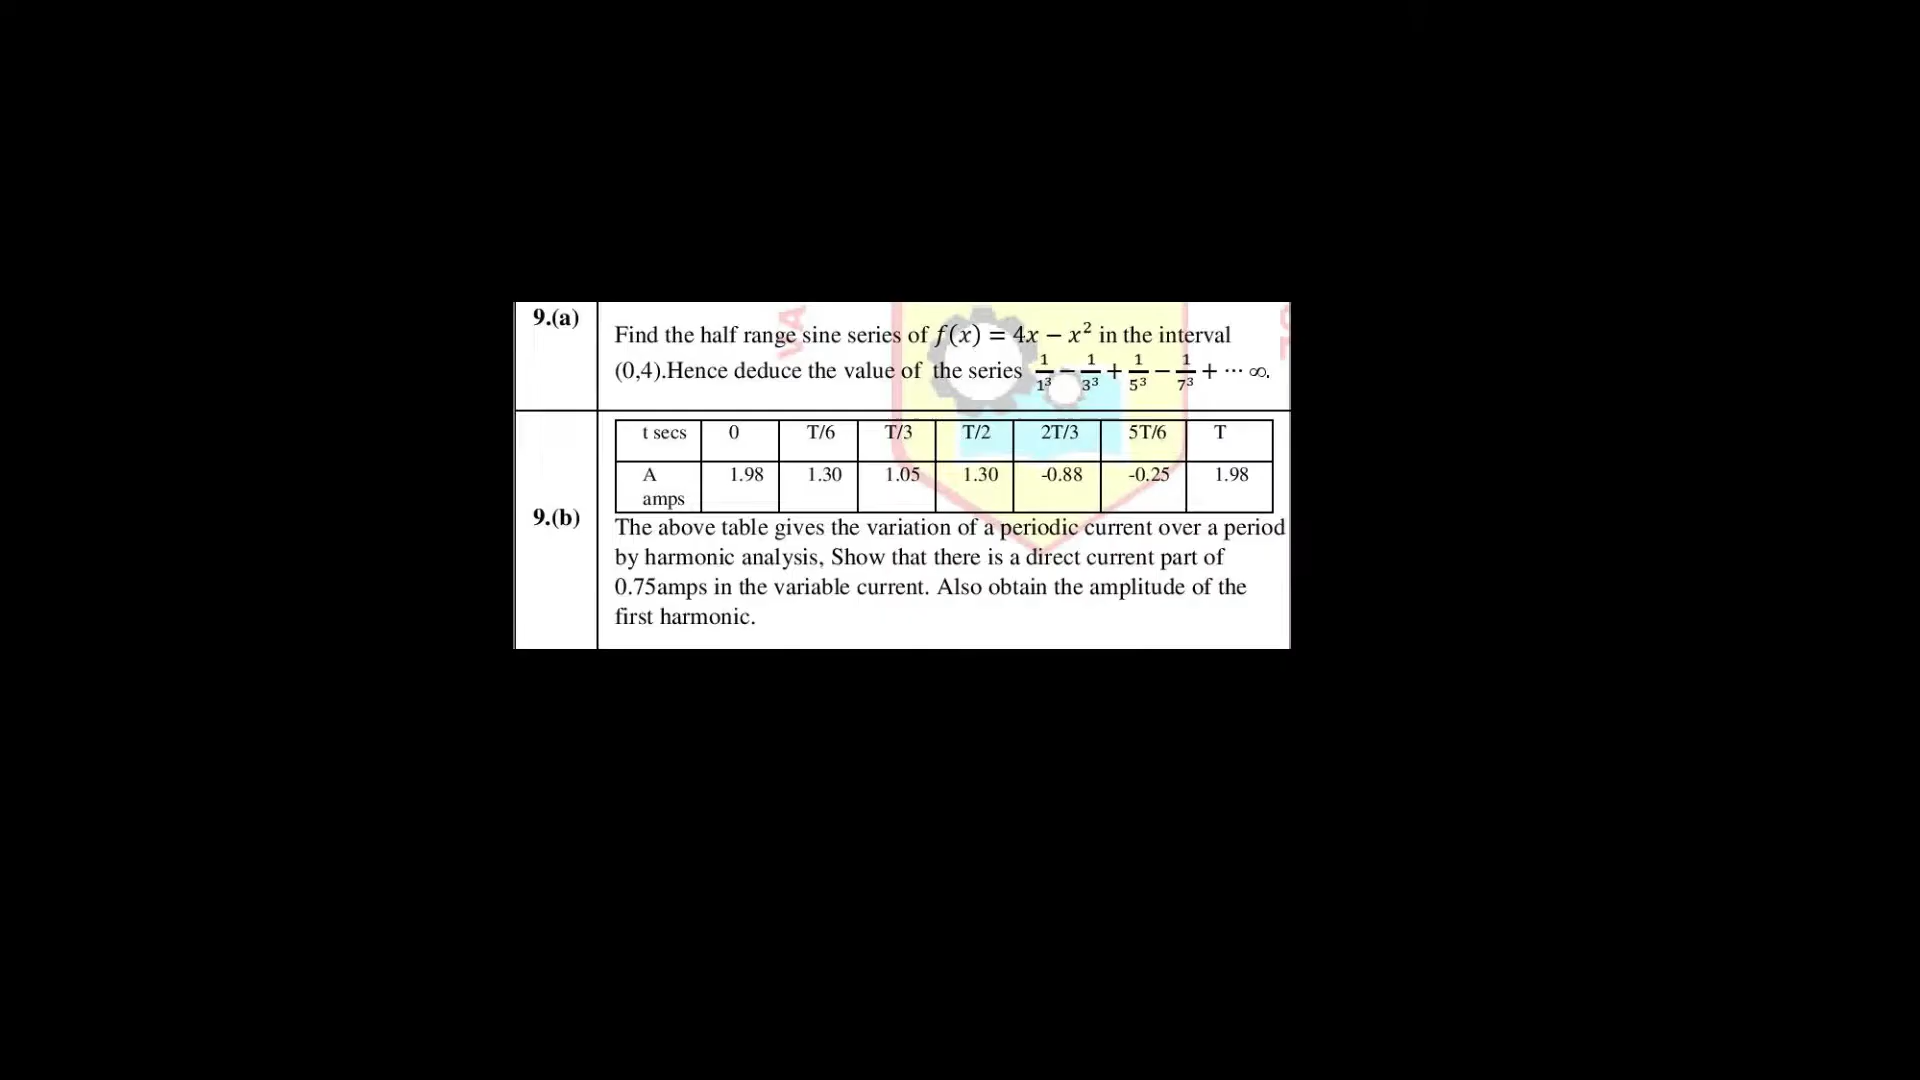 9.(a)
Find the half range sine series of f(x) = 4x − x² in the interval
(0,4).Hence deduce the value of the series 1/1³ − 1/3³ + 1/5³ − 1/7³ + ⋯ ∞.
t secs 0 T/6 T/3 T/2 2T/3 5T/6 T
A amps 1.98 1.30 1.05 1.30 -0.88 -0.25 1.98
9.(b)
The above table gives the variation of a periodic current over a period
by harmonic analysis, Show that there is a direct current part of
0.75amps in the variable current. Also obtain the amplitude of the
first harmonic.